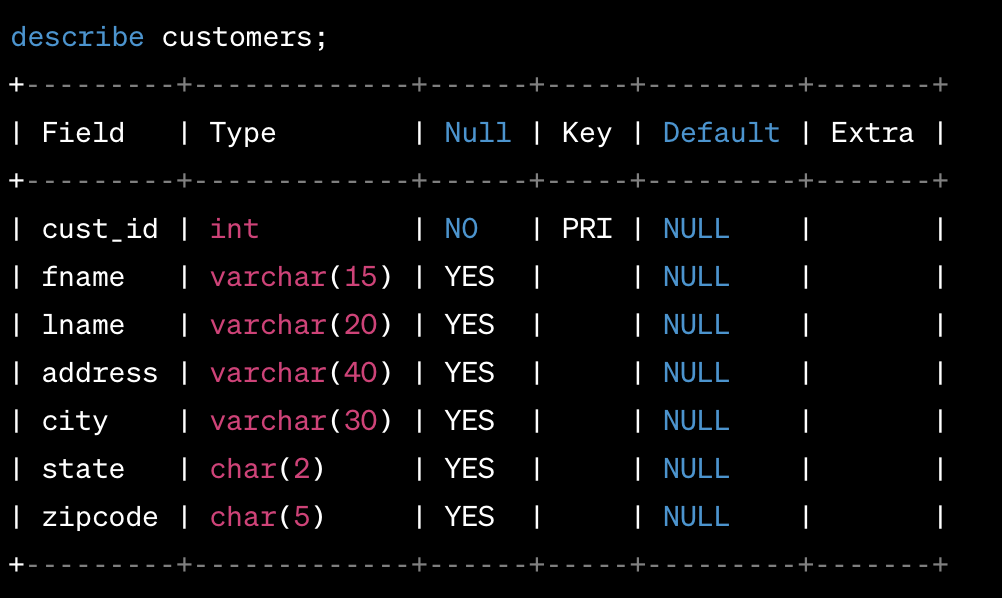 describe customers;
+---------+-------------+------+-----+---------+-------+
| Field   | Type        | Null | Key | Default | Extra |
+---------+-------------+------+-----+---------+-------+
| cust_id | int         | NO   | PRI | NULL    |       |
| fname   | varchar(15) | YES  |     | NULL    |       |
| lname   | varchar(20) | YES  |     | NULL    |       |
| address | varchar(40) | YES  |     | NULL    |       |
| city    | varchar(30) | YES  |     | NULL    |       |
| state   | char(2)     | YES  |     | NULL    |       |
| zipcode | char(5)     | YES  |     | NULL    |       |
+---------+-------------+------+-----+---------+-------+